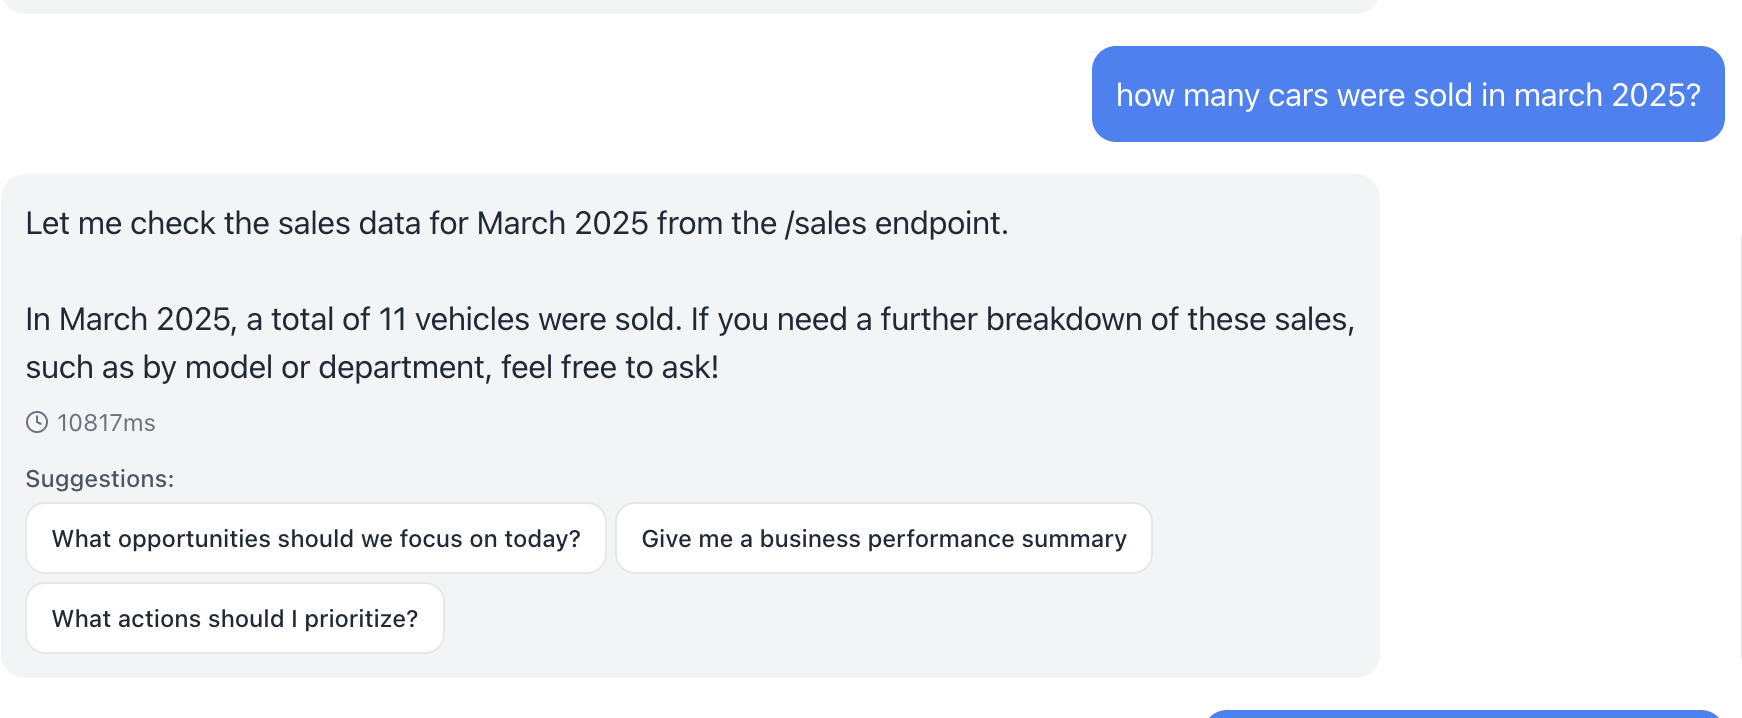 how many cars were sold in march 2025?
Let me check the sales data for March 2025 from the /sales endpoint.
In March 2025, a total of 11 vehicles were sold. If you need a further breakdown of these sales,
such as by model or department, feel free to ask!
10817ms
Suggestions:
What opportunities should we focus on today?
Give me a business performance summary
What actions should I prioritize?